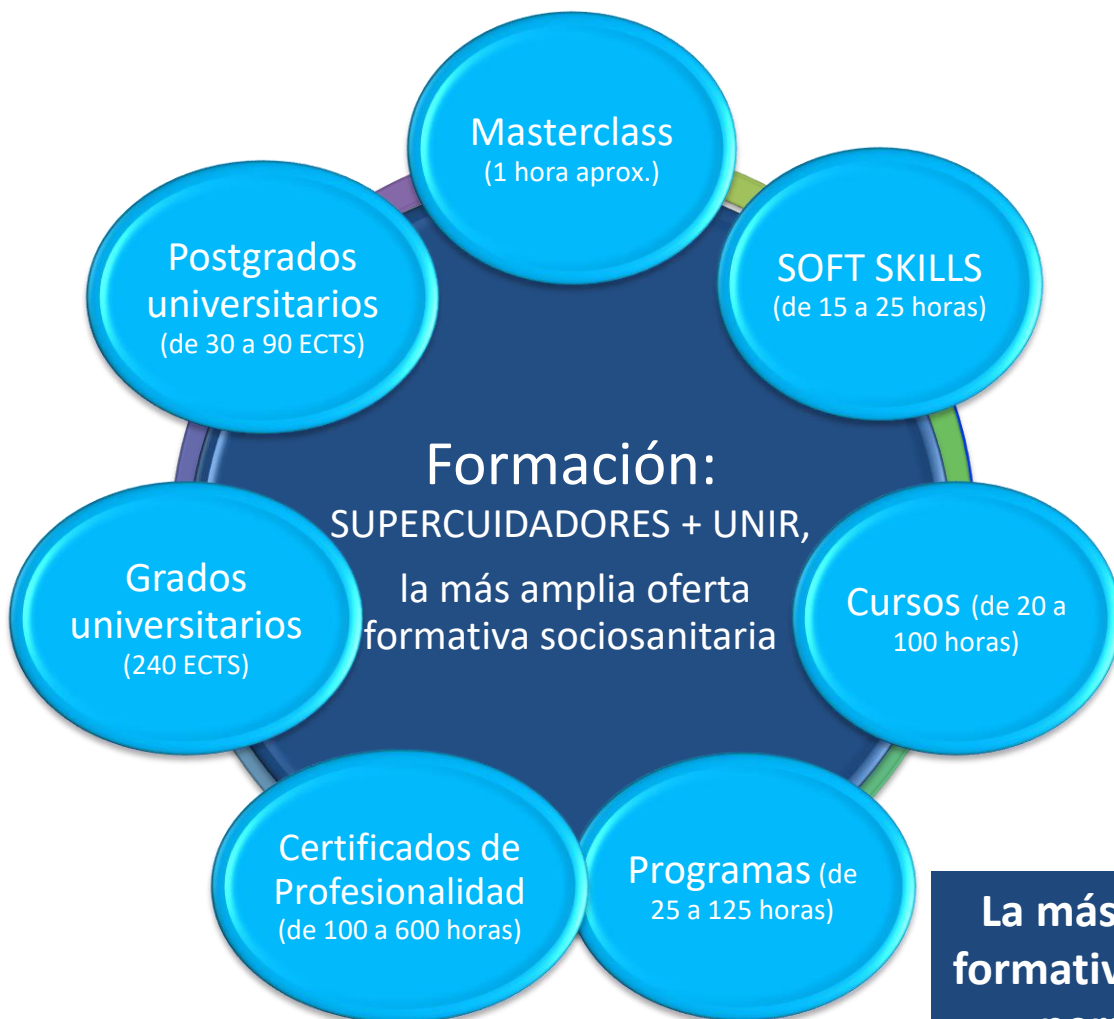 Masterclass
(1 hora aprox.)
SOFT SKILLS
(de 15 a 25 horas)
Cursos (de 20 a
100 horas)
Programas (de
25 a 125 horas)
Certificados de
Profesionalidad
(de 100 a 600 horas)
Grados
universitarios
(240 ECTS)
Postgrados
universitarios
(de 30 a 90 ECTS)
Formación:
SUPERCUIDADORES + UNIR,
la más amplia oferta
formativa sociosanitaria
La más
formativ